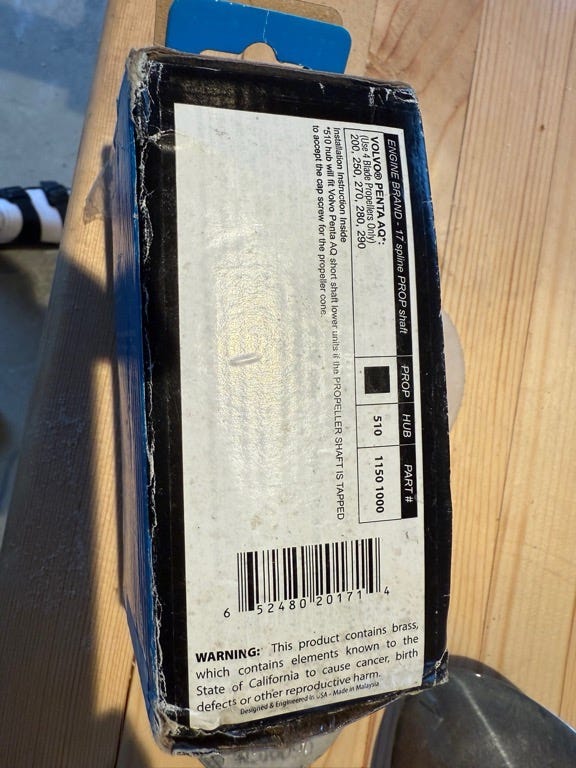 ENGINE BRAND - 17 spline PROP shaft PROP HUB PART #
VOLVO® PENTA AQ*:
(Use 4 Blade Propellers Only)
200, 250, 270, 280, 290
510 1150 1000
Installation Instruction Inside
*510 hub will fit Volvo Penta AQ short shaft lower units if the PROPELLER SHAFT IS TAPPED
to accept the cap screw for the propeller cone.
6 52480 20171 4
WARNING: This product contains brass,
which contains elements known to the
State of California to cause cancer, birth
defects or other reproductive harm.
Designed & Engineered in USA - Made in Malaysia